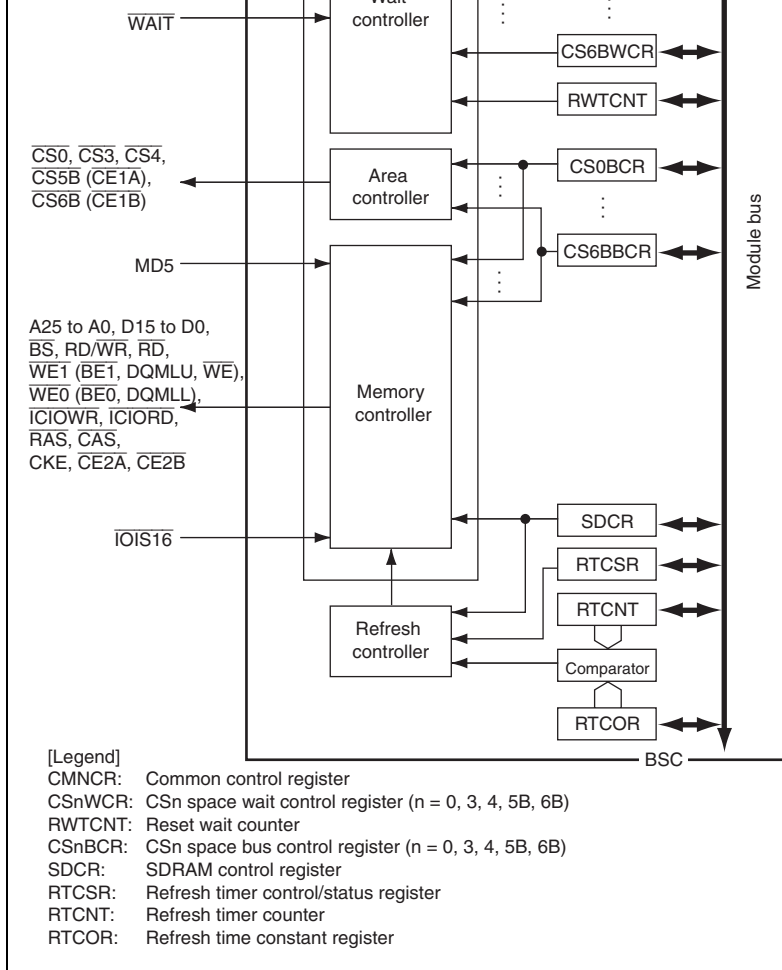 Wait
controller
WAIT
CS6BWCR
RWTCNT
CS0, CS3, CS4,
CS5B (CE1A),
CS6B (CE1B)
Area
controller
CS0BCR
CS6BBCR
Module bus
MD5
A25 to A0, D15 to D0,
BS, RD/WR, RD,
WE1 (BE1, DQMLU, WE),
WE0 (BE0, DQMLL),
ICIOWR, ICIORD,
RAS, CAS,
CKE, CE2A, CE2B
Memory
controller
IOIS16
SDCR
RTCSR
RTCNT
Refresh
controller
Comparator
RTCOR
BSC
[Legend]
CMNCR: Common control register
CSnWCR: CSn space wait control register (n = 0, 3, 4, 5B, 6B)
RWTCNT: Reset wait counter
CSnBCR: CSn space bus control register (n = 0, 3, 4, 5B, 6B)
SDCR: SDRAM control register
RTCSR: Refresh timer control/status register
RTCNT: Refresh timer counter
RTCOR: Refresh time constant register